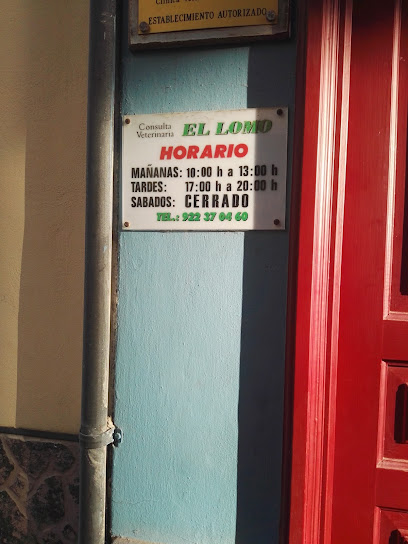 ESTABLECIMIENTO AUTORIZADO
Consulta Veterinaria EL LOMO
HORARIO
MAÑANAS: 10:00 h a 13:00 h
TARDES: 17:00 h a 20:00 h
SABADOS: CERRADO
TEL.: 922 37 04 60